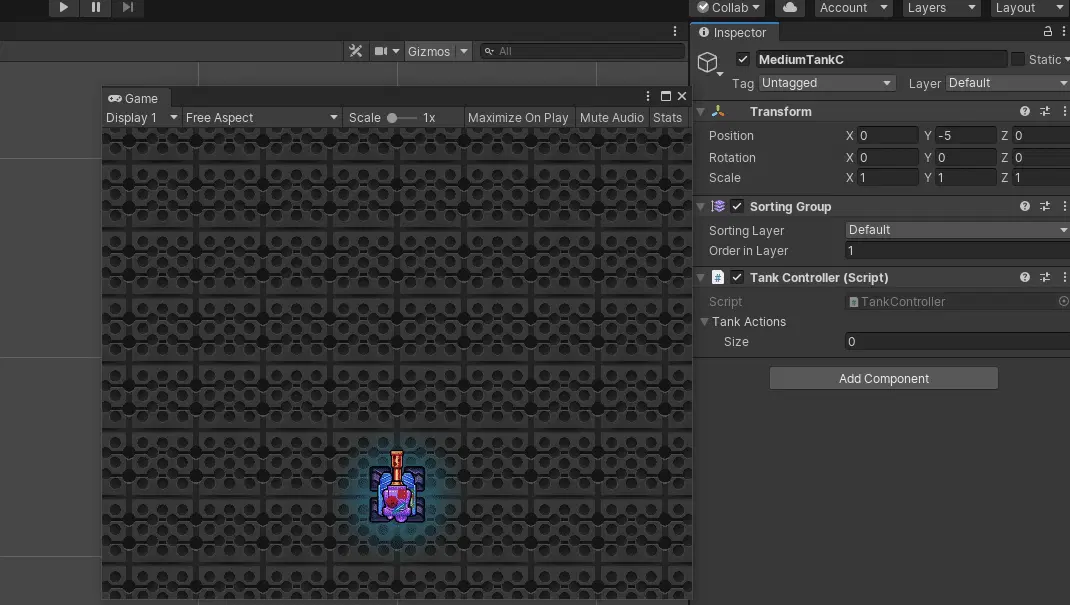 Collab Account Layers Layout
Inspector
Gizmos All
MediumTankC Static
Tag Untagged Layer Default
Game
Display 1 Free Aspect Scale 1x Maximize On Play Mute Audio Stats
Transform
Position X 0 Y -5 Z 0
Rotation X 0 Y 0 Z 0
Scale X 1 Y 1 Z 1
Sorting Group
Sorting Layer Default
Order in Layer 1
# Tank Controller (Script)
Script TankController
Tank Actions
Size 0
Add Component